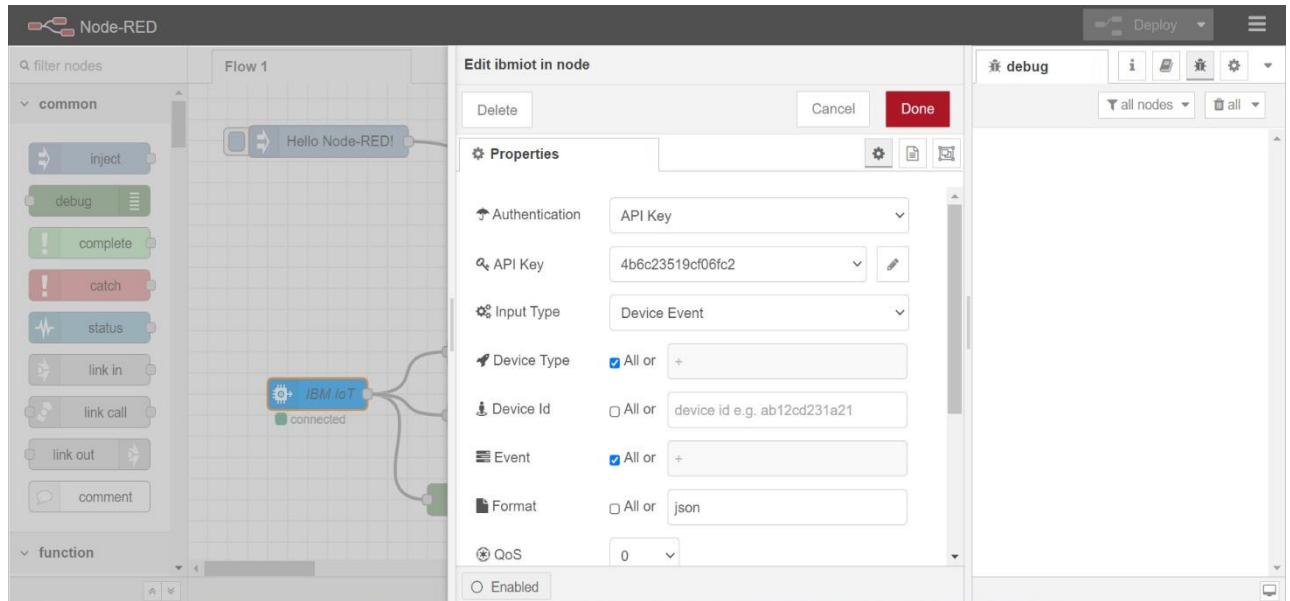 Node-RED
Deploy
filter nodes
common
inject
debug
complete
catch
status
link in
link call
link out
comment
function
Flow 1
Hello Node-RED!
IBM IoT
connected
Edit ibmiot in node
Delete
Cancel
Done
Properties
Authentication
API Key
API Key
4b6c23519cf06fc2
Input Type
Device Event
Device Type
All or
+
Device Id
All or
device id e.g. ab12cd231a21
Event
All or
+
Format
All or
json
QoS
0
Enabled
debug
i
all nodes
all